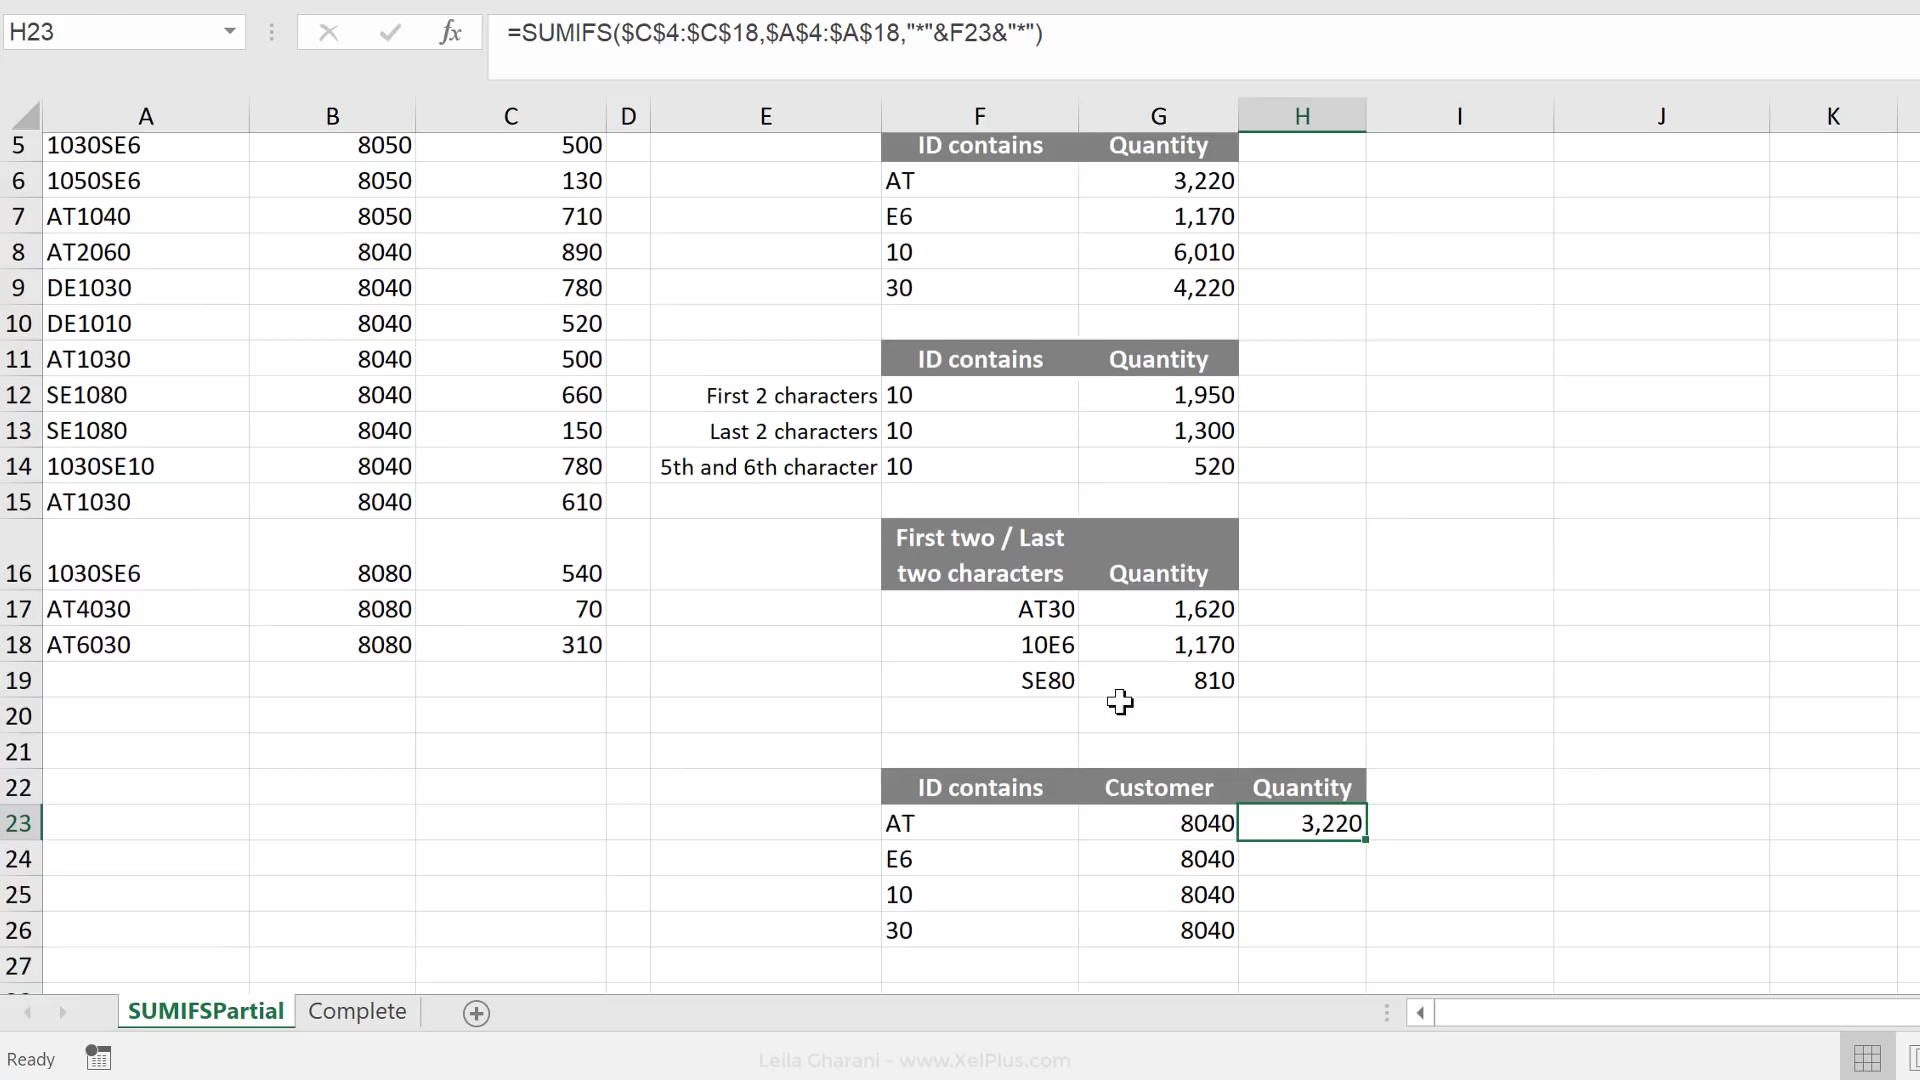 H23 fx =SUMIFS($C$4:$C$18,$A$4:$A$18,"*"&F23&"*")
A B C D E F G H I J K
5 1030SE6 8050 500 ID contains Quantity
6 1050SE6 8050 130 AT 3,220
7 AT1040 8050 710 E6 1,170
8 AT2060 8040 890 10 6,010
9 DE1030 8040 780 30 4,220
10 DE1010 8040 520
11 AT1030 8040 500 ID contains Quantity
12 SE1080 8040 660 First 2 characters 10 1,950
13 SE1080 8040 150 Last 2 characters 10 1,300
14 1030SE10 8040 780 5th and 6th character 10 520
15 AT1030 8040 610
First two / Last
16 1030SE6 8080 540 two characters Quantity
17 AT4030 8080 70 AT30 1,620
18 AT6030 8080 310 10E6 1,170
19 SE80 810
20
21
22 ID contains Customer Quantity
23 AT 8040 3,220
24 E6 8040
25 10 8040
26 30 8040
27
SUMIFSPartial Complete
Ready Leila Gharani - www.XelPlus.com